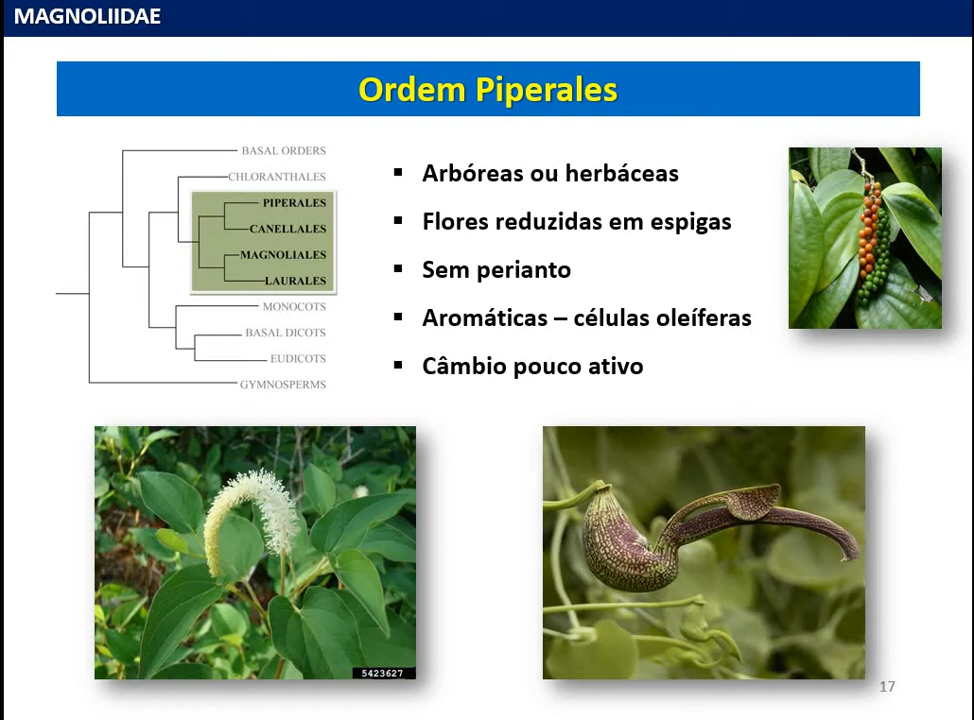 MAGNOLIIDAE
Ordem Piperales
BASAL ORDERS
CHLORANTHALES
PIPERALES
CANELLALES
MAGNOLIALES
LAURALES
MONOCOTS
BASAL DICOTS
EUDICOTS
GYMNOSPERMS
▪ Arbóreas ou herbáceas
▪ Flores reduzidas em espigas
▪ Sem perianto
▪ Aromáticas – células oleíferas
▪ Câmbio pouco ativo
5423627
17